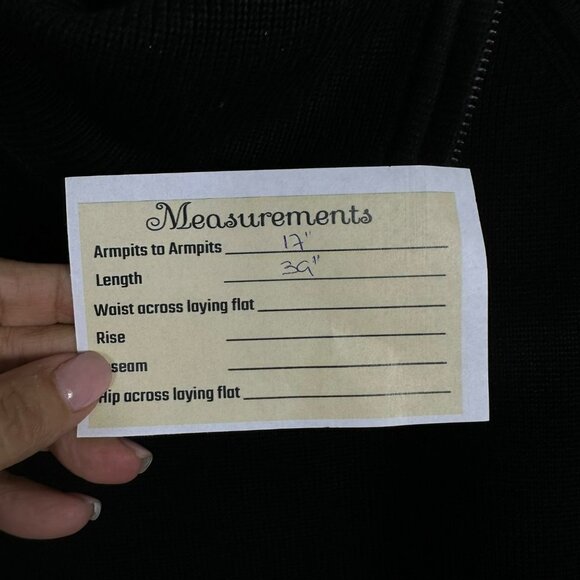 Measurements
Armpits to Armpits 17"
Length 39"
Waist across laying flat
Rise
seam
Hip across laying flat